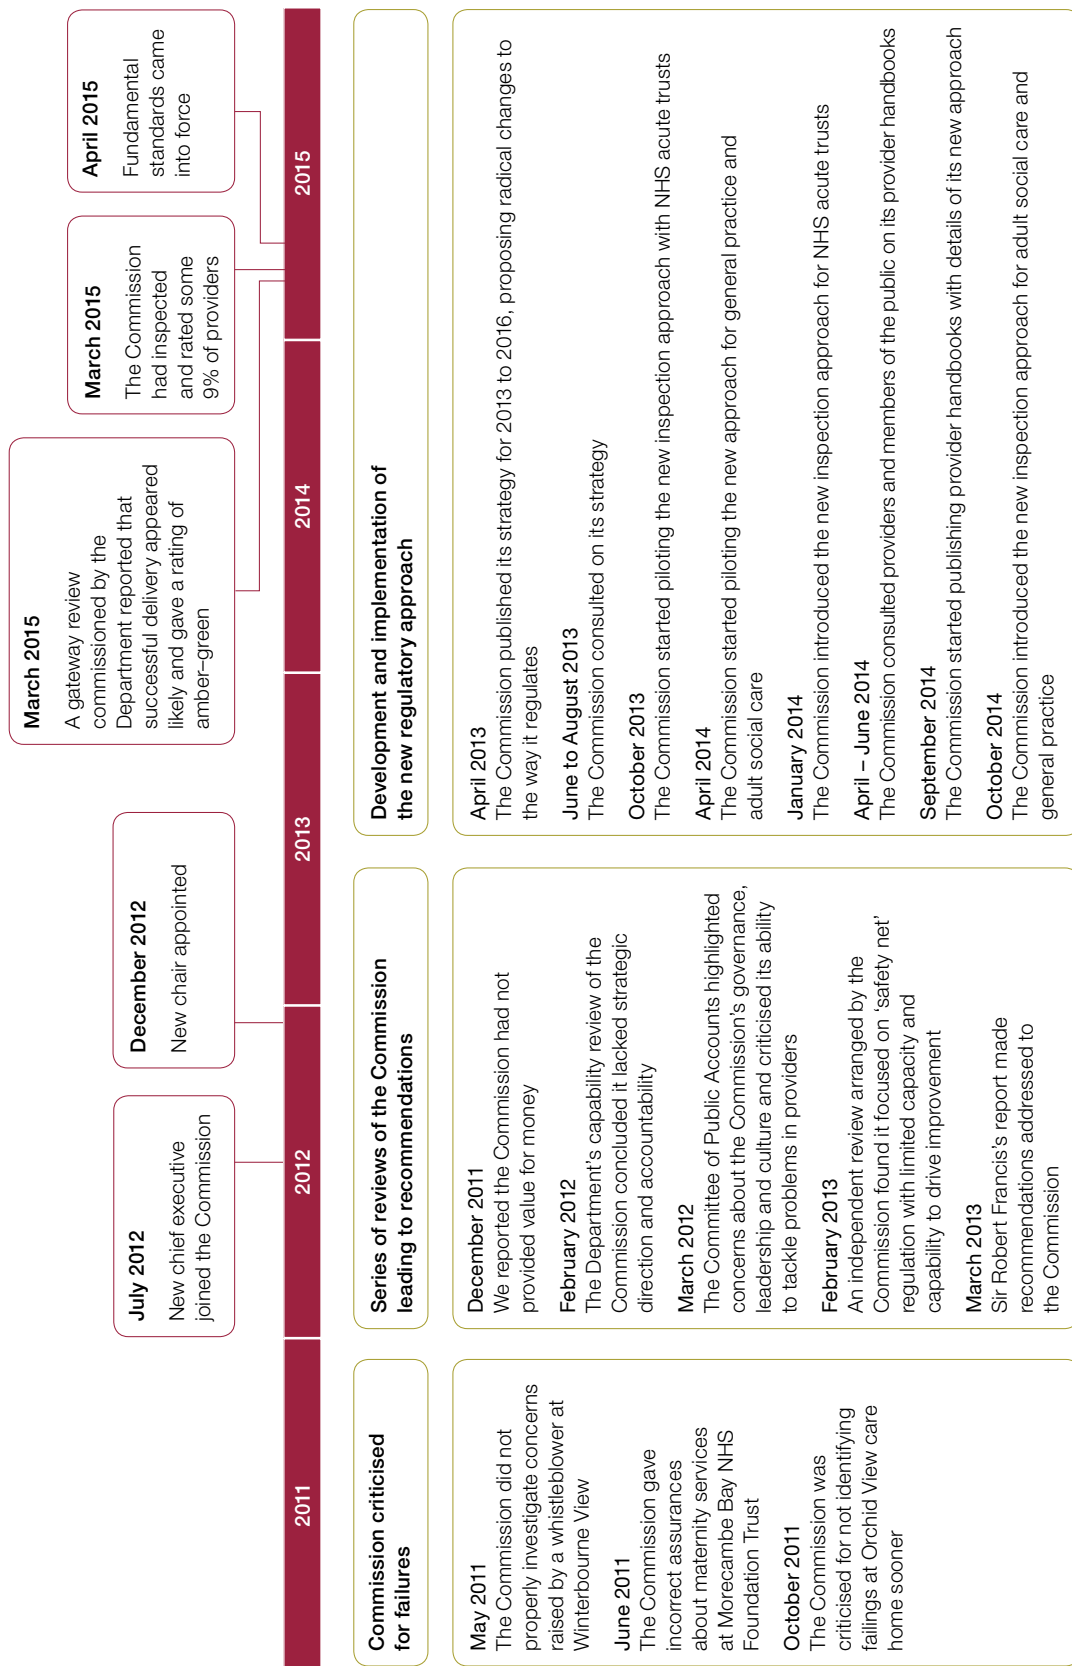 July 2012
New chief executive
joined the Commission
December 2012
New chair appointed
March 2015
A gateway review
commissioned by the
Department reported that
successful delivery appeared
likely and gave a rating of
amber–green
March 2015
The Commission
had inspected
and rated some
9% of providers
April 2015
Fundamental
standards came
into force
2011
2012
2013
2014
2015
Commission criticised
for failures
May 2011
The Commission did not
properly investigate concerns
raised by a whistleblower at
Winterbourne View
June 2011
The Commission gave
incorrect assurances
about maternity services
at Morecambe Bay NHS
Foundation Trust
October 2011
The Commission was
criticised for not identifying
failings at Orchid View care
home sooner
Series of reviews of the Commission
leading to recommendations
December 2011
We reported the Commission had not
provided value for money
February 2012
The Department's capability review of the
Commission concluded it lacked strategic
direction and accountability
March 2012
The Committee of Public Accounts highlighted
concerns about the Commission's governance,
leadership and culture and criticised its ability
to tackle problems in providers
February 2013
An independent review arranged by the
Commission found it focused on 'safety net'
regulation with limited capacity and
capability to drive improvement
March 2013
Sir Robert Francis's report made
recommendations addressed to
the Commission
Development and implementation of
the new regulatory approach
April 2013
The Commission published its strategy for 2013 to 2016, proposing radical changes to
the way it regulates
June to August 2013
The Commission consulted on its strategy
October 2013
The Commission started piloting the new inspection approach with NHS acute trusts
April 2014
The Commission started piloting the new approach for general practice and
adult social care
January 2014
The Commission introduced the new inspection approach for NHS acute trusts
April – June 2014
The Commission consulted providers and members of the public on its provider handbooks
September 2014
The Commission started publishing provider handbooks with details of its new approach
October 2014
The Commission introduced the new inspection approach for adult social care and
general practice